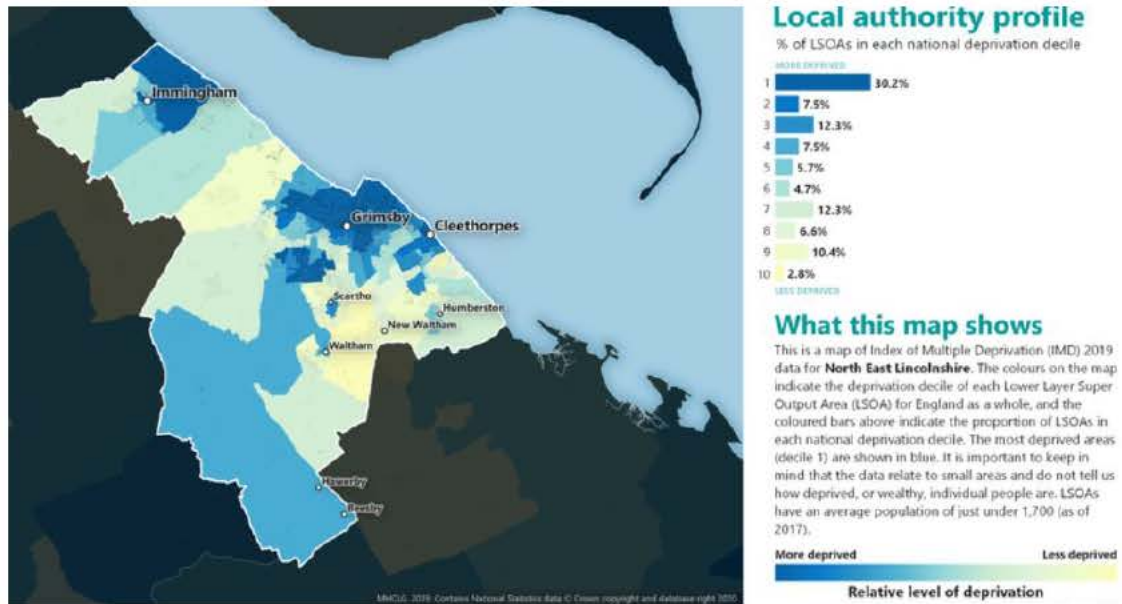 Immingham
Grimsby
Cleethorpes
Scartho
Humberston
New Waltham
Waltham
Hawerby
Beesby
MHCLG, 2019. Contains National Statistics data © Crown copyright and database right 2020
Local authority profile
% of LSOAs in each national deprivation decile
MORE DEPRIVED
1 30.2%
2 7.5%
3 12.3%
4 7.5%
5 5.7%
6 4.7%
7 12.3%
8 6.6%
9 10.4%
10 2.8%
LESS DEPRIVED
What this map shows
This is a map of Index of Multiple Deprivation (IMD) 2019
data for North East Lincolnshire. The colours on the map
indicate the deprivation decile of each Lower Layer Super
Output Area (LSOA) for England as a whole, and the
coloured bars above indicate the proportion of LSOAs in
each national deprivation decile. The most deprived areas
(decile 1) are shown in blue. It is important to keep in
mind that the data relate to small areas and do not tell us
how deprived, or wealthy, individual people are. LSOAs
have an average population of just under 1,700 (as of
2017).
More deprived Less deprived
Relative level of deprivation